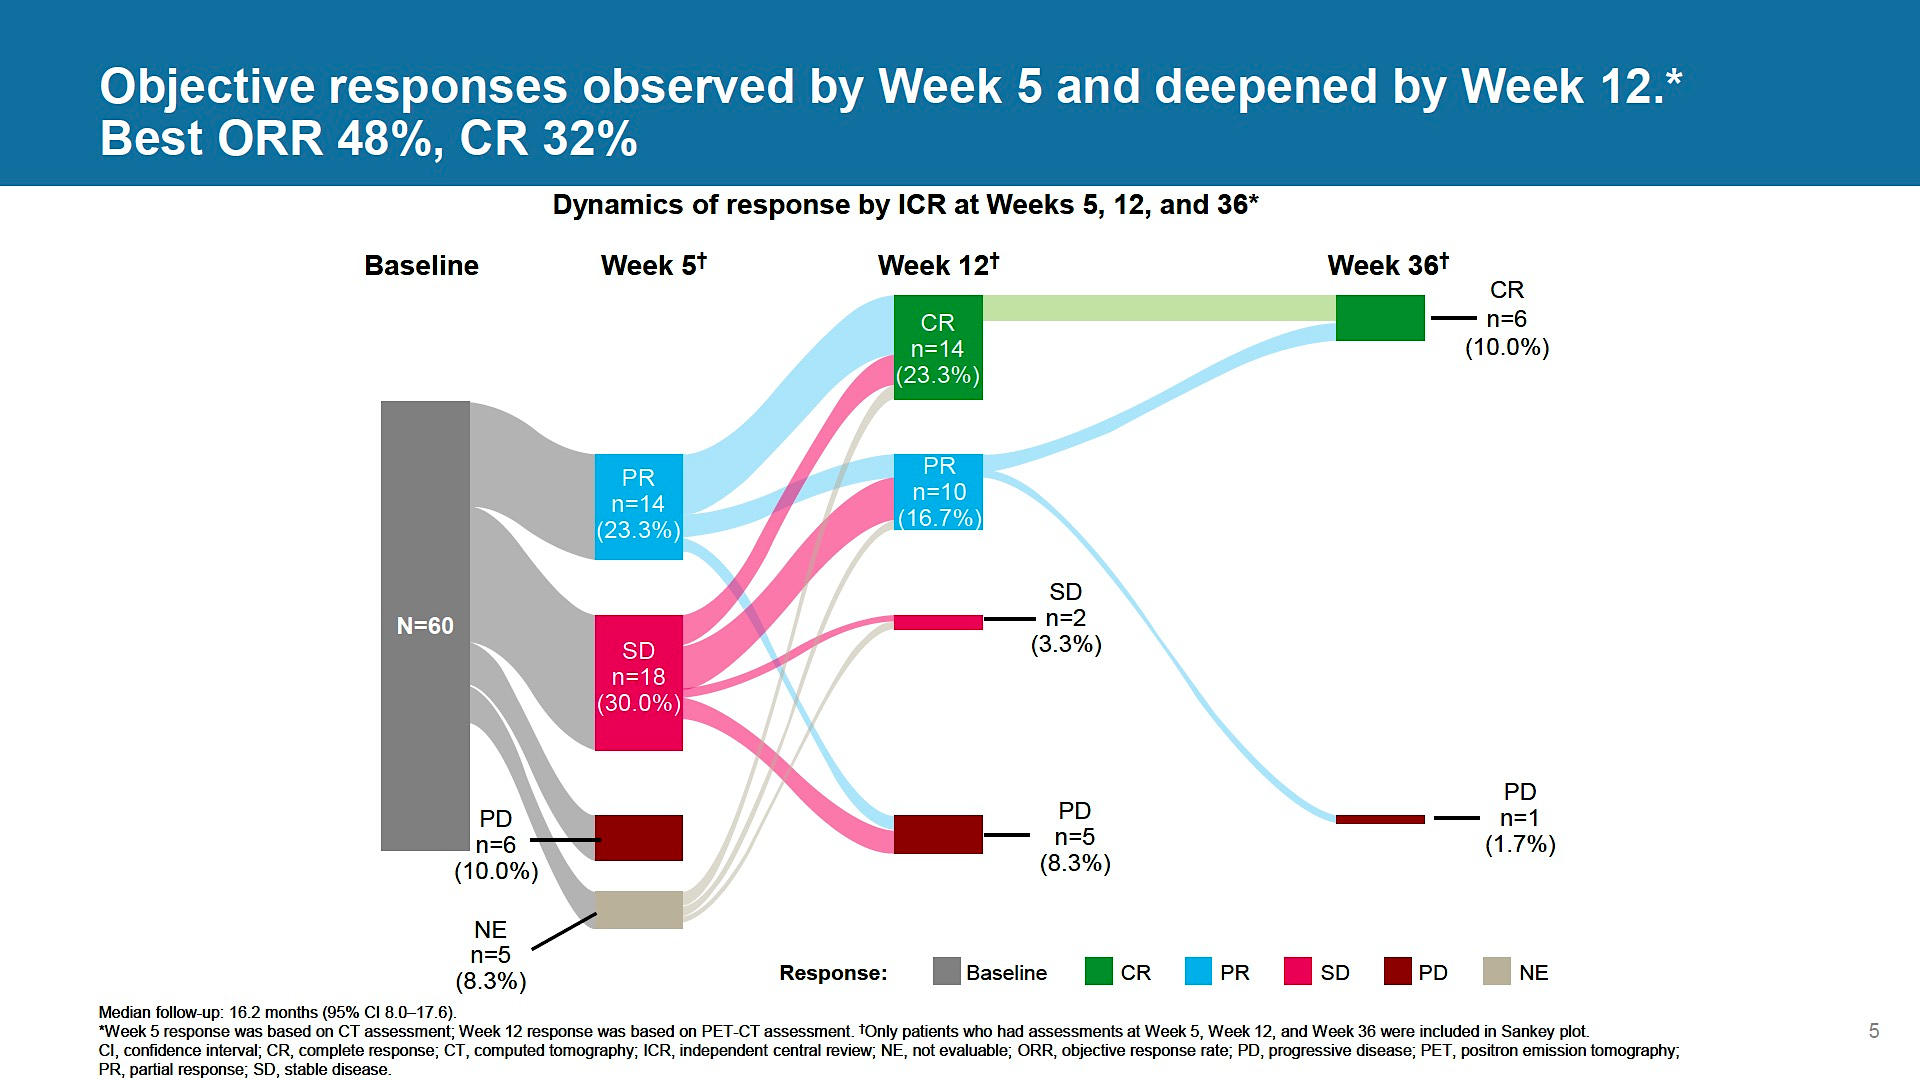 Objective responses observed by Week 5 and deepened by Week 12.*
Best ORR 48%, CR 32%
Dynamics of response by ICR at Weeks 5, 12, and 36*
Baseline
Week 5†
Week 12†
Week 36†
N=60
PR
n=14
(23.3%)
SD
n=18
(30.0%)
PD
n=6
(10.0%)
NE
n=5
(8.3%)
CR
n=14
(23.3%)
PR
n=10
(16.7%)
SD
n=2
(3.3%)
PD
n=5
(8.3%)
CR
n=6
(10.0%)
PD
n=1
(1.7%)
Response: Baseline CR PR SD PD NE
Median follow-up: 16.2 months (95% CI 8.0–17.6).
*Week 5 response was based on CT assessment; Week 12 response was based on PET-CT assessment. †Only patients who had assessments at Week 5, Week 12, and Week 36 were included in Sankey plot.
CI, confidence interval; CR, complete response; CT, computed tomography; ICR, independent central review; NE, not evaluable; ORR, objective response rate; PD, progressive disease; PET, positron emission tomography;
PR, partial response; SD, stable disease.
5